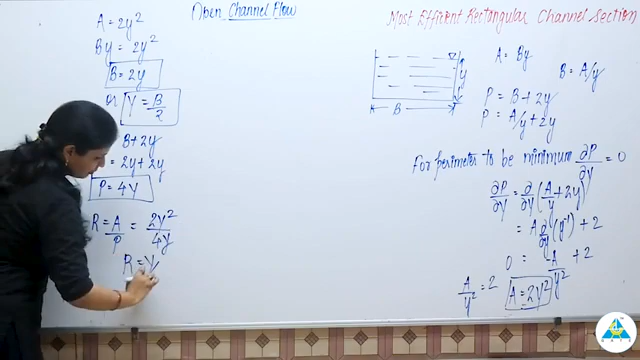 Open Channel Flow
Most Efficient Rectangular Channel Section
A = By
B = A/y
y
B
P = B + 2y
P = A/y + 2y
For perimeter to be minimum ∂P/∂y = 0
∂P/∂y = ∂/∂y (A/y + 2y)
= A ∂/∂y (y⁻¹) + 2
0 = A/y² + 2
A/y² = 2
A = 2y²
A = 2y²
By = 2y²
B = 2y
or Y = B/2
B + 2y
= 2y + 2y
P = 4y
R = A/P = 2y²/4y
R = y